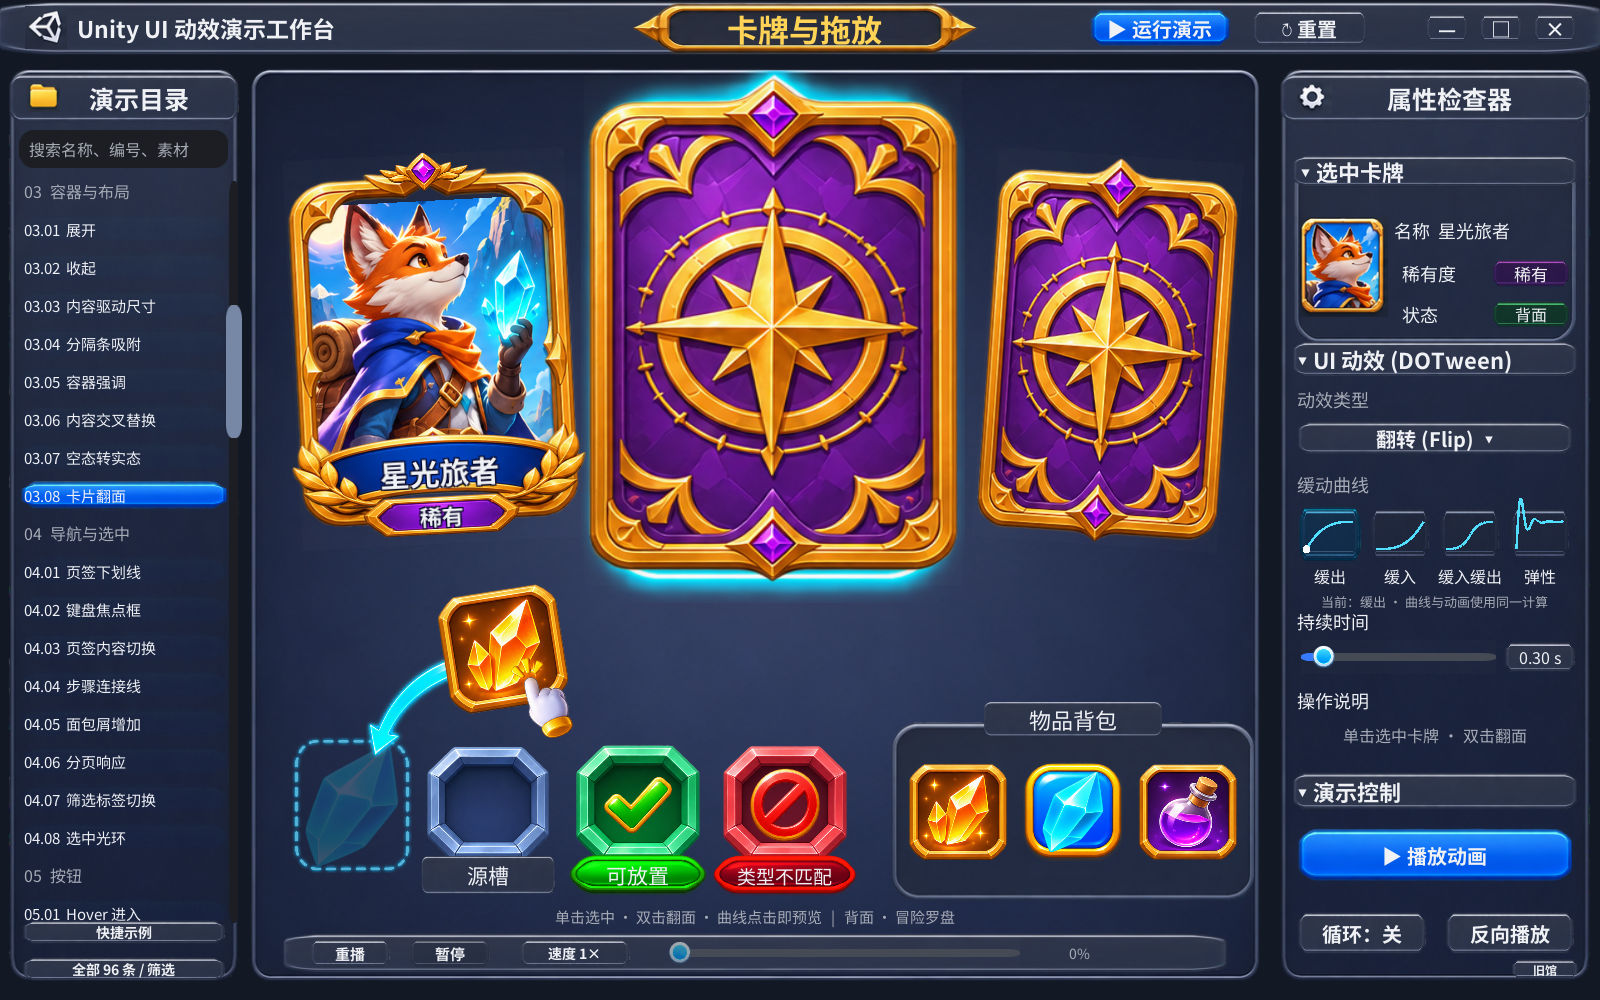 Unity UI 动效演示工作台
卡牌与拖放
▶ 运行演示
↻ 重置
演示目录
搜索名称、编号、素材
03 容器与布局
03.01 展开
03.02 收起
03.03 内容驱动尺寸
03.04 分隔条吸附
03.05 容器强调
03.06 内容交叉替换
03.07 空态转实态
03.08 卡片翻面
04 导航与选中
04.01 页签下划线
04.02 键盘焦点框
04.03 页签内容切换
04.04 步骤连接线
04.05 面包屑增加
04.06 分页响应
04.07 筛选标签切换
04.08 选中光环
05 按钮
05.01 Hover 进入
快捷示例
全部 96 条 / 筛选
星光旅者
稀有
源槽
可放置
类型不匹配
物品背包
单击选中 · 双击翻面 · 曲线点击即预览 | 背面 · 冒险罗盘
重播
暂停
速度 1×
0%
属性检查器
▾ 选中卡牌
名称 星光旅者
稀有度 稀有
状态 背面
▾ UI 动效 (DOTween)
动效类型
翻转 (Flip) ▾
缓动曲线
缓出 缓入 缓入缓出 弹性
当前：缓出 · 曲线与动画使用同一计算
持续时间
0.30 s
操作说明
单击选中卡牌 · 双击翻面
▾ 演示控制
▶ 播放动画
循环：关
反向播放
旧馆